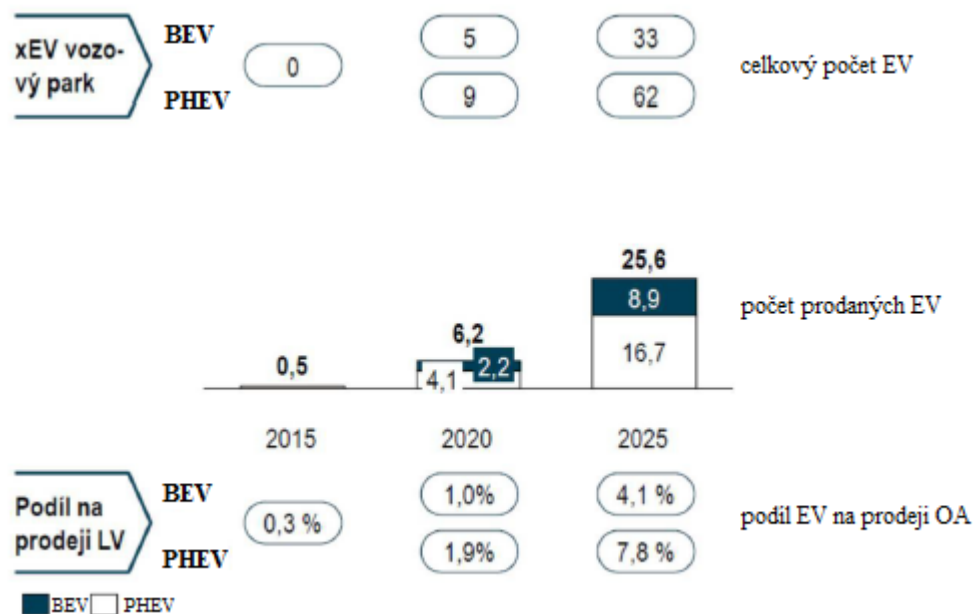 xEV vozo-
vý park
BEV
PHEV
0
5
33
9
62
celkový počet EV
25,6
8,9
16,7
6,2
2,2
4,1
0,5
počet prodaných EV
2015 2020 2025
Podíl na
prodeji LV
BEV
PHEV
0,3 %
1,0%
4,1 %
1,9%
7,8 %
podíl EV na prodeji OA
BEV PHEV